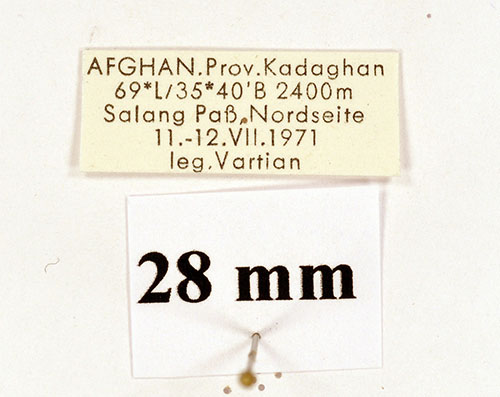 AFGHAN.Prov.Kadaghan
69*L/35*40'B 2400m
Salang Paß,Nordseite
11.-12.VII.1971
leg.Vartian
28 mm